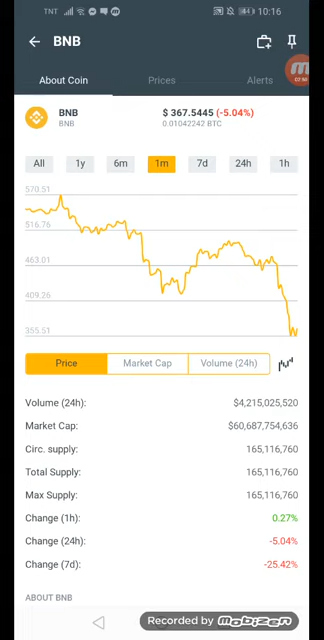 TNT 44 10:16
BNB
About Coin Prices Alerts
BNB $ 367.5445 (-5.04%)
BNB 0.01042242 BTC
All 1y 6m 1m 7d 24h 1h
570.51
516.76
463.01
409.26
355.51
Price Market Cap Volume (24h)
Volume (24h): $4,215,025,520
Market Cap: $60,687,754,636
Circ. supply: 165,116,760
Total Supply: 165,116,760
Max Supply: 165,116,760
Change (1h): 0.27%
Change (24h): -5.04%
Change (7d): -25.42%
ABOUT BNB
Recorded by Mobizen